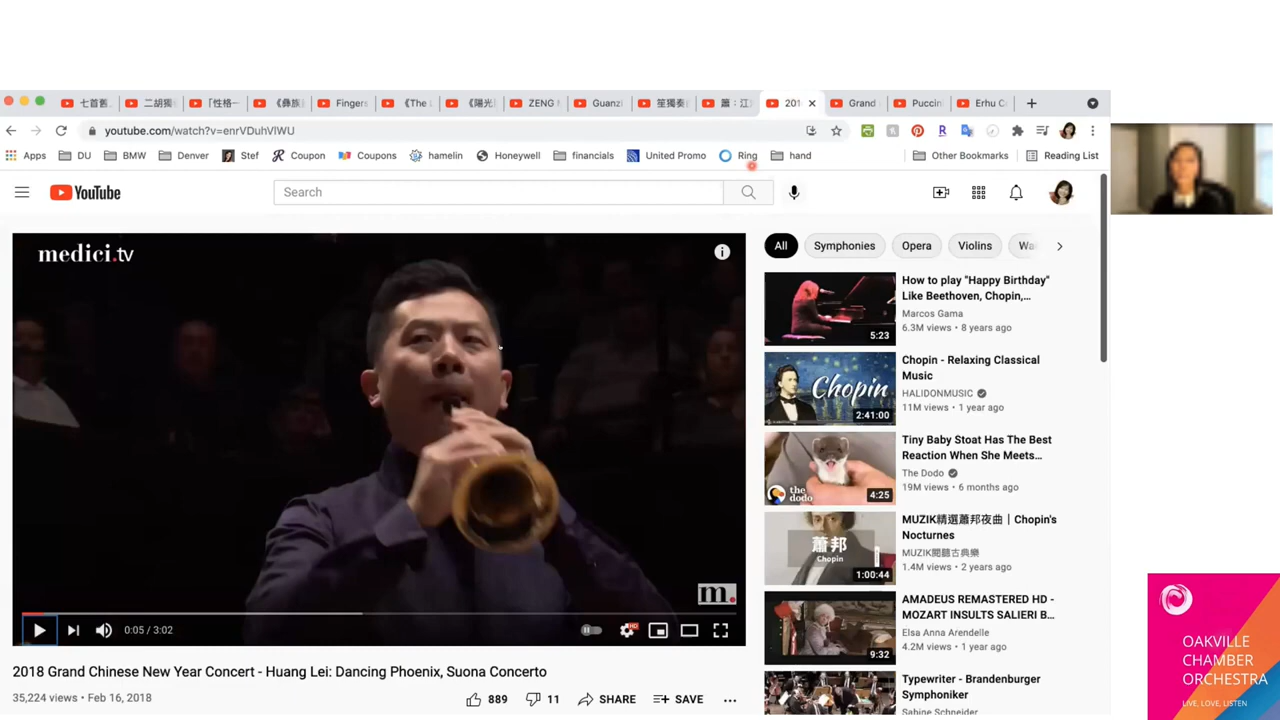 七首舊
二胡獨
「性格一
《彝族
Fingers
《The L
《陽光
ZENG
Guanzi
笙獨奏
簫：江
201
Grand
Puccin
Erhu C
youtube.com/watch?v=enrVDuhVlWU
Apps
DU
BMW
Denver
Stef
Coupon
Coupons
hamelin
Honeywell
financials
United Promo
Ring
hand
Other Bookmarks
Reading List
YouTube
Search
medici.tv
m.
0:05 / 3:02
HD
2018 Grand Chinese New Year Concert - Huang Lei: Dancing Phoenix, Suona Concerto
35,224 views • Feb 16, 2018
889
11
SHARE
SAVE
All
Symphonies
Opera
Violins
Wa
How to play "Happy Birthday"
Like Beethoven, Chopin,...
Marcos Gama
6.3M views • 8 years ago
5:23
Chopin
Chopin - Relaxing Classical
Music
HALIDONMUSIC
11M views • 1 year ago
2:41:00
Tiny Baby Stoat Has The Best
Reaction When She Meets...
The Dodo
19M views • 6 months ago
the
dodo
4:25
蕭邦
Chopin
MUZIK精選蕭邦夜曲｜Chopin's
Nocturnes
MUZIK閱聽古典樂
1.4M views • 2 years ago
1:00:44
AMADEUS REMASTERED HD -
MOZART INSULTS SALIERI B...
Elsa Anna Arendelle
4.2M views • 1 year ago
9:32
Typewriter - Brandenburger
Symphoniker
Sabine Schneider
OAKVILLE
CHAMBER
ORCHESTRA
LIVE, LOVE, LISTEN